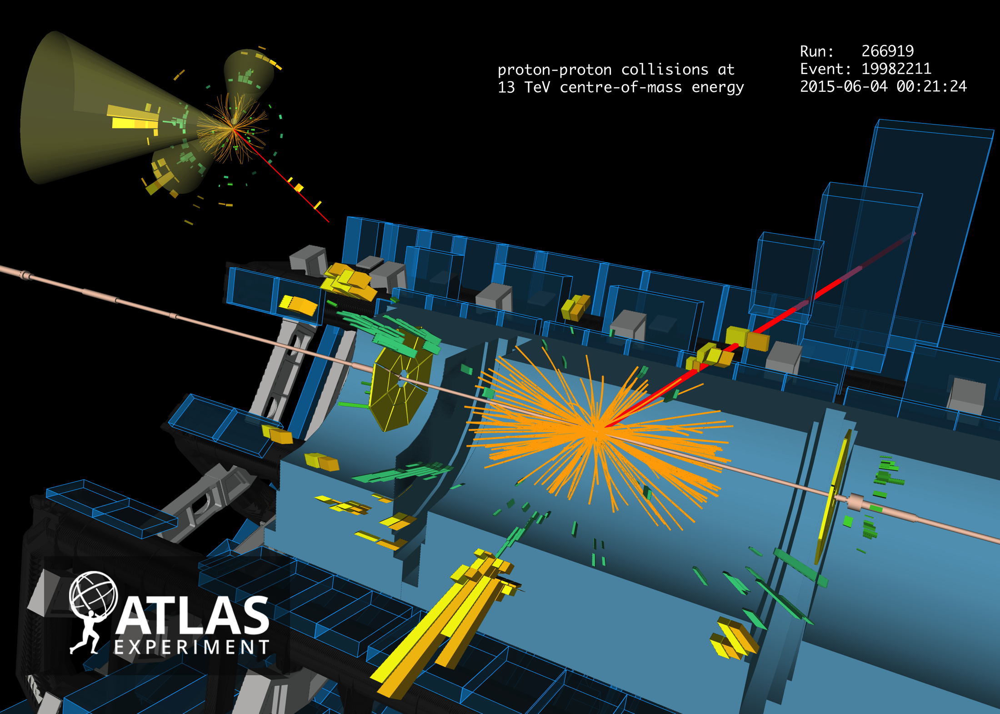 proton-proton collisions at
13 TeV centre-of-mass energy
Run: 266919
Event: 19982211
2015-06-04 00:21:24
ATLAS
EXPERIMENT